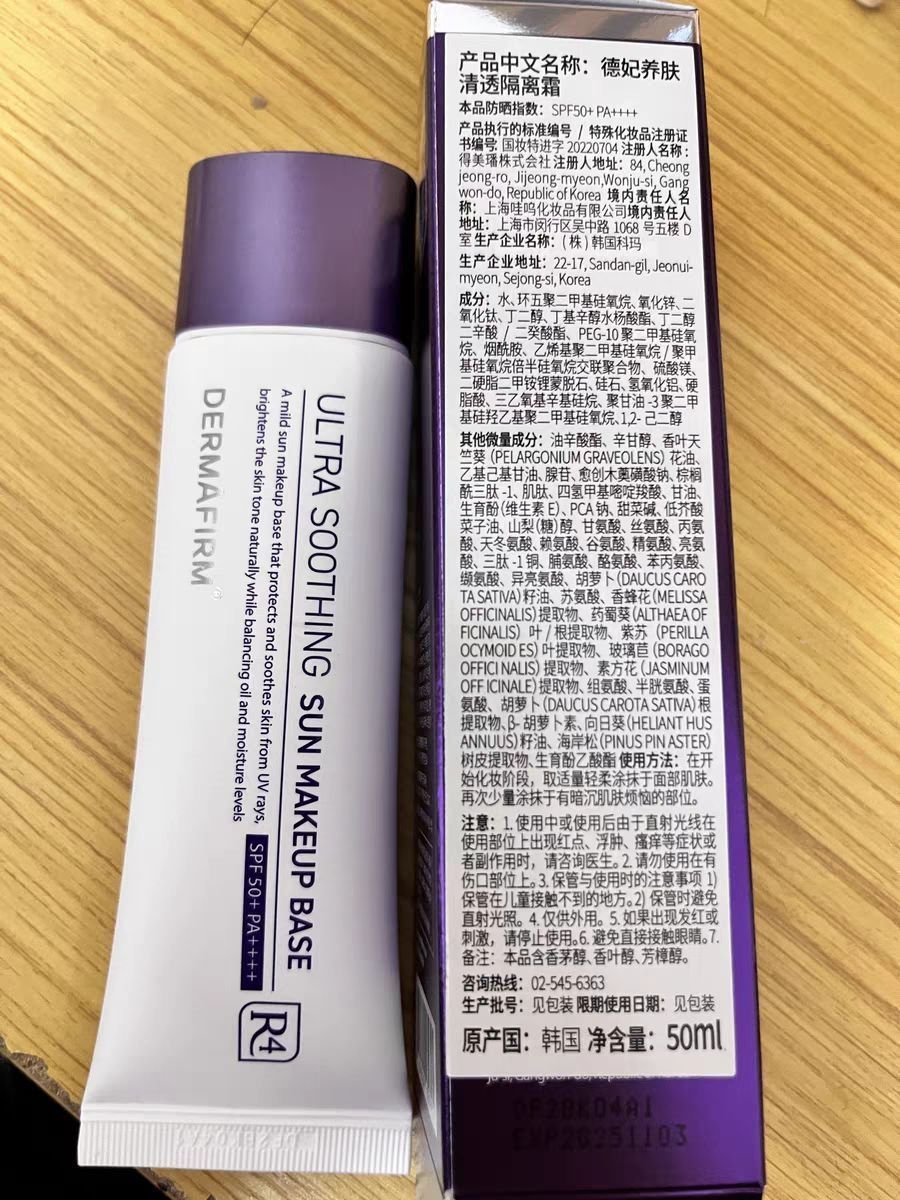 DERMAFIRM®
ULTRA SOOTHING SUN MAKEUP BASE
A mild sun makeup base that protects and soothes skin from UV rays,
brightens the skin tone naturally while balancing oil and moisture levels
SPF 50+ PA++++
R4
DE28K04A1
产品中文名称：德妃养肤
清透隔离霜
本品防晒指数：SPF50+ PA++++
产品执行的标准编号 / 特殊化妆品注册证
书编号：国妆特进字 20220704 注册人名称：
得美璠株式会社 注册人地址：84, Cheong
jeong-ro, Jijeong-myeon,Wonju-si, Gang
won-do, Republic of Korea 境内责任人名
称：上海哇鸣化妆品有限公司境内责任人
地址：上海市闵行区吴中路 1068 号五楼 D
室 生产企业名称：(株) 韩国科玛
生产企业地址：22-17, Sandan-gil, Jeonui-
myeon, Sejong-si, Korea
成分：水、环五聚二甲基硅氧烷、氧化锌、二
氧化钛、丁二醇、丁基辛醇水杨酸酯、丁二醇
二辛酸 / 二癸酸酯、PEG-10 聚二甲基硅氧
烷、烟酰胺、乙烯基聚二甲基硅氧烷 / 聚甲
基硅氧烷倍半硅氧烷交联聚合物、硫酸镁、
二硬脂二甲铵锂蒙脱石、硅石、氢氧化铝、硬
脂酸、三乙氧基辛基硅烷、聚甘油 -3 聚二甲
基硅羟乙基聚二甲基硅氧烷、1,2- 己二醇
其他微量成分：油辛酸酯、辛甘醇、香叶天
竺葵 (PELARGONIUM GRAVEOLENS) 花油、
乙基己基甘油、腺苷、愈创木薁磺酸钠、棕榈
酰三肽 -1、肌肽、四氢甲基嘧啶羧酸、甘油、
生育酚(维生素 E)、PCA 钠、甜菜碱、低芥酸
菜子油、山梨(糖)醇、甘氨酸、丝氨酸、丙氨
酸、天冬氨酸、赖氨酸、谷氨酸、精氨酸、亮氨
酸、三肽 -1 铜、脯氨酸、酪氨酸、苯丙氨酸、
缬氨酸、异亮氨酸、胡萝卜(DAUCUS CARO
TA SATIVA)籽油、苏氨酸、香蜂花(MELISSA
OFFICINALIS) 提取物、药蜀葵(ALTHAEA OF
FICINALIS) 叶 / 根提取物、紫苏 (PERILLA
OCYMOID ES) 叶提取物、玻璃苣 (BORAGO
OFFICI NALIS) 提取物、素方花 (JASMINUM
OFF ICINALE) 提取物、组氨酸、半胱氨酸、蛋
氨酸、胡萝卜(DAUCUS CAROTA SATIVA) 根
提取物、β- 胡萝卜素、向日葵(HELIANT HUS
ANNUUS) 籽油、海岸松(PINUS PIN ASTER)
树皮提取物、生育酚乙酸酯 使用方法：在开
始化妆阶段，取适量轻柔涂抹于面部肌肤。
再次少量涂抹于有暗沉肌肤烦恼的部位。
注意：1. 使用中或使用后由于直射光线在
使用部位上出现红点、浮肿、瘙痒等症状或
者副作用时，请咨询医生。2. 请勿使用在有
伤口部位上。3. 保管与使用时的注意事项 1)
保管在儿童接触不到的地方。2) 保管时避免
直射光照。4. 仅供外用。5. 如果出现发红或
刺激，请停止使用。6. 避免直接接触眼睛。7.
备注：本品含香茅醇、香叶醇、芳樟醇。
咨询热线：02-545-6363
生产批号：见包装 限期使用日期：见包装
原产国：韩国 净含量：50ml
DE28K04A1
EXP20251103